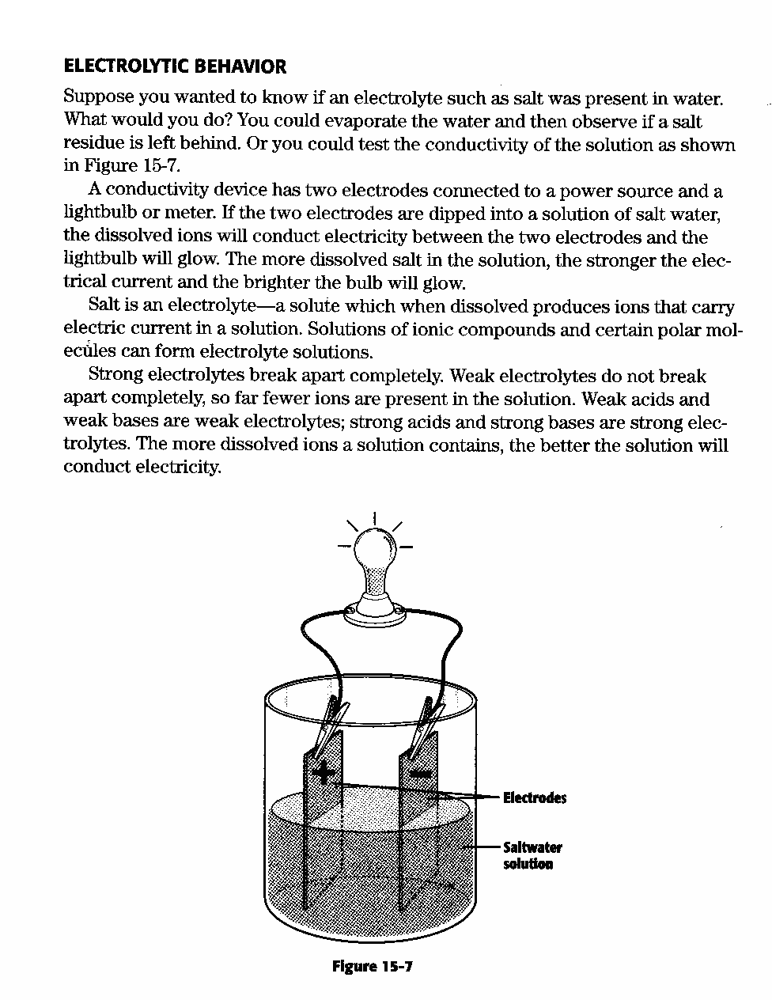 ELECTROLYTIC BEHAVIOR
Suppose you wanted to know if an electrolyte such as salt was present in water.
What would you do? You could evaporate the water and then observe if a salt
residue is left behind. Or you could test the conductivity of the solution as shown
in Figure 15-7.
A conductivity device has two electrodes connected to a power source and a
lightbulb or meter. If the two electrodes are dipped into a solution of salt water,
the dissolved ions will conduct electricity between the two electrodes and the
lightbulb will glow. The more dissolved salt in the solution, the stronger the elec-
trical current and the brighter the bulb will glow.
Salt is an electrolyte—a solute which when dissolved produces ions that carry
electric current in a solution. Solutions of ionic compounds and certain polar mol-
ecules can form electrolyte solutions.
Strong electrolytes break apart completely. Weak electrolytes do not break
apart completely, so far fewer ions are present in the solution. Weak acids and
weak bases are weak electrolytes; strong acids and strong bases are strong elec-
trolytes. The more dissolved ions a solution contains, the better the solution will
conduct electricity.
+ −
Electrodes
Saltwater
solution
Figure 15-7